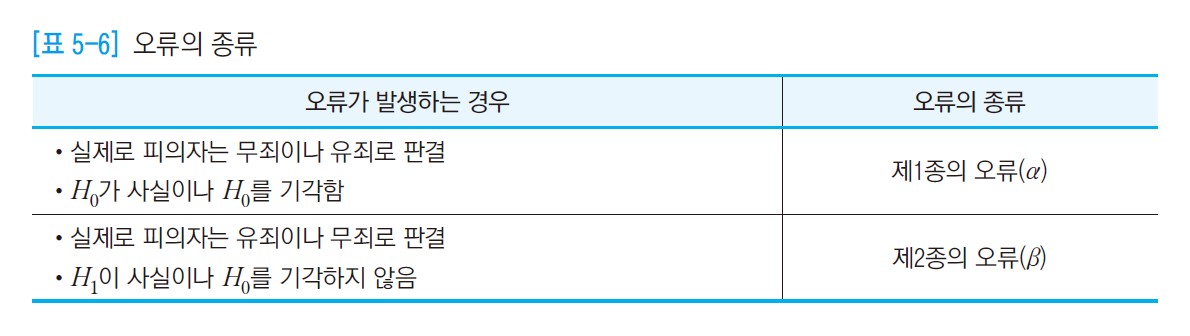 [표 5-6] 오류의 종류
오류가 발생하는 경우
오류의 종류
• 실제로 피의자는 무죄이나 유죄로 판결
• H₀가 사실이나 H₀를 기각함
제1종의 오류(α)
• 실제로 피의자는 유죄이나 무죄로 판결
• H₁이 사실이나 H₀를 기각하지 않음
제2종의 오류(β)